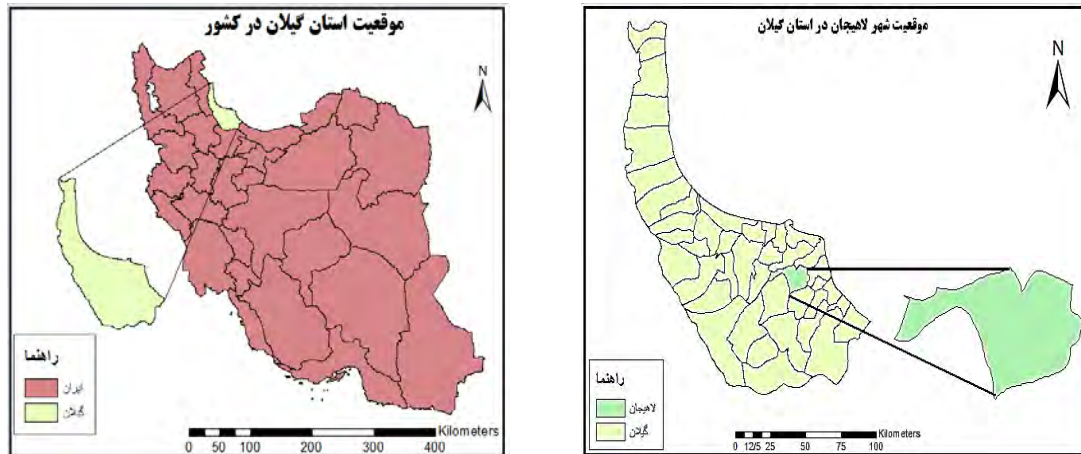 موقعیت استان گیلان در کشور
N
راهنما
ایران
گیلان
Kilometers
0 50 100 200 300 400
موقعیت شهر لاهیجان در استان گیلان
N
راهنما
لاهیجان
گیلان
Kilometers
0 12/5 25 50 75 100